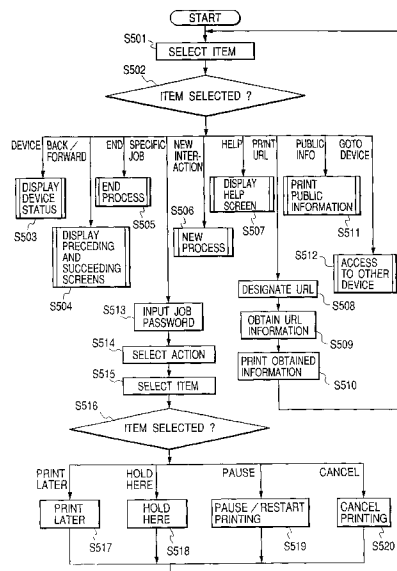 START
S501
SELECT ITEM
S502
ITEM SELECTED ?
DEVICE
BACK /
FORWARD
END
SPECIFIC
JOB
NEW
INTER-
ACTION
HELP
PRINT
URL
PUBLIC
INFO
GOTO
DEVICE
DISPLAY
DEVICE
STATUS
S503
END
PROCESS
S505
DISPLAY
HELP
SCREEN
S507
PRINT
PUBLIC
INFORMATION
S511
DISPLAY
PRECEDING
AND
SUCCEEDING
SCREENS
S504
S506
NEW
PROCESS
S512
ACCESS
TO OTHER
DEVICE
DESIGNATE URL
S508
OBTAIN URL
INFORMATION
S509
PRINT OBTAINED
INFORMATION
S510
S513
INPUT JOB
PASSWORD
S514
SELECT ACTION
S515
SELECT ITEM
S516
ITEM SELECTED ?
PRINT
LATER
HOLD
HERE
PAUSE
CANCEL
PRINT
LATER
S517
HOLD
HERE
S518
PAUSE / RESTART
PRINTING
S519
CANCEL
PRINTING
S520